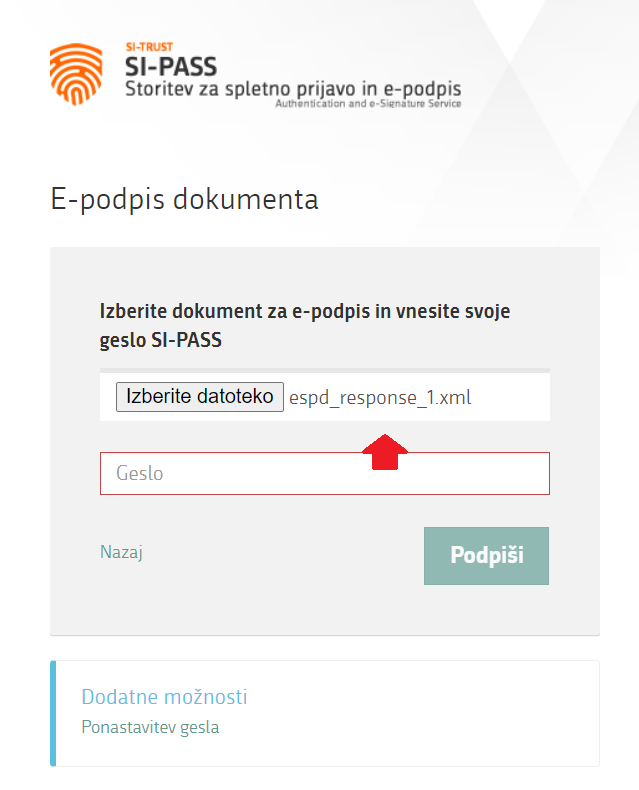 SI-TRUST
SI-PASS
Storitev za spletno prijavo in e-podpis
Authentication and e-Signature Service
E-podpis dokumenta
Izberite dokument za e-podpis in vnesite svoje
geslo SI-PASS
Izberite datoteko espd_response_1.xml
Geslo
Nazaj
Podpiši
Dodatne možnosti
Ponastavitev gesla